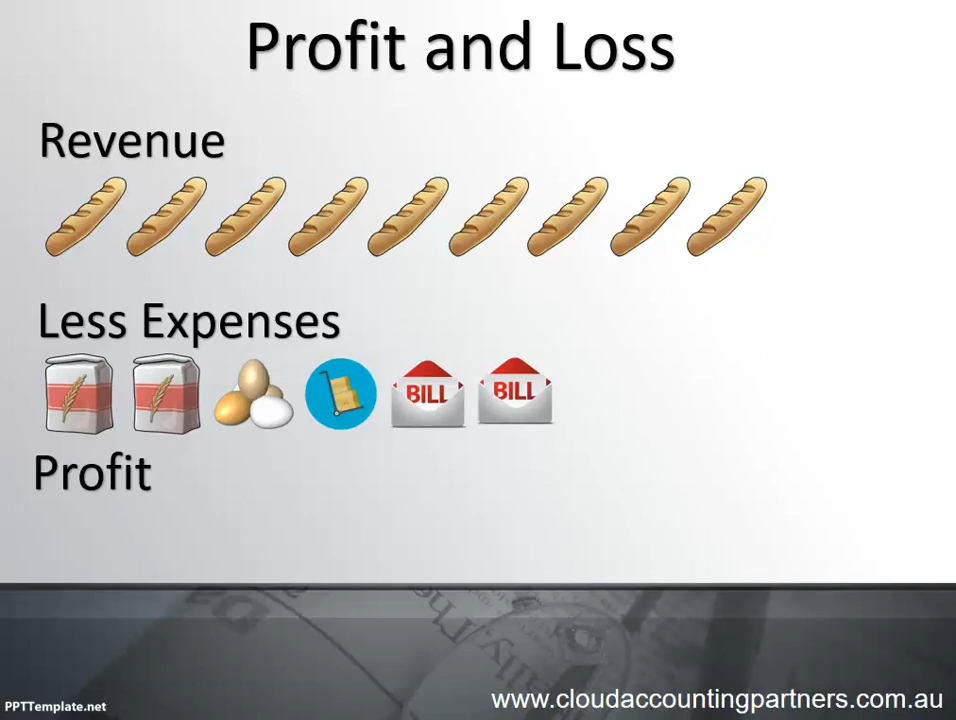 Profit and Loss
Revenue
Less Expenses
BILL BILL
Profit
PPTTemplate.net
www.cloudaccountingpartners.com.au